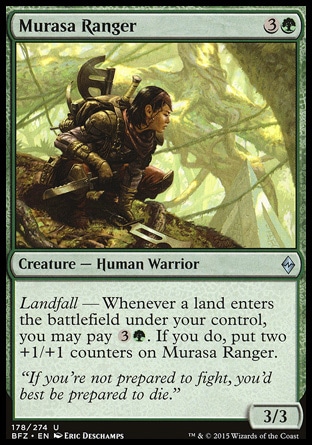 Murasa Ranger 3
Creature — Human Warrior
Landfall — Whenever a land enters
the battlefield under your control,
you may pay 3. If you do, put two
+1/+1 counters on Murasa Ranger.
“If you’re not prepared to fight, you’d
best be prepared to die.”
3/3
178/274 U
BFZ • EN Eric Deschamps
™ & © 2015 Wizards of the Coast